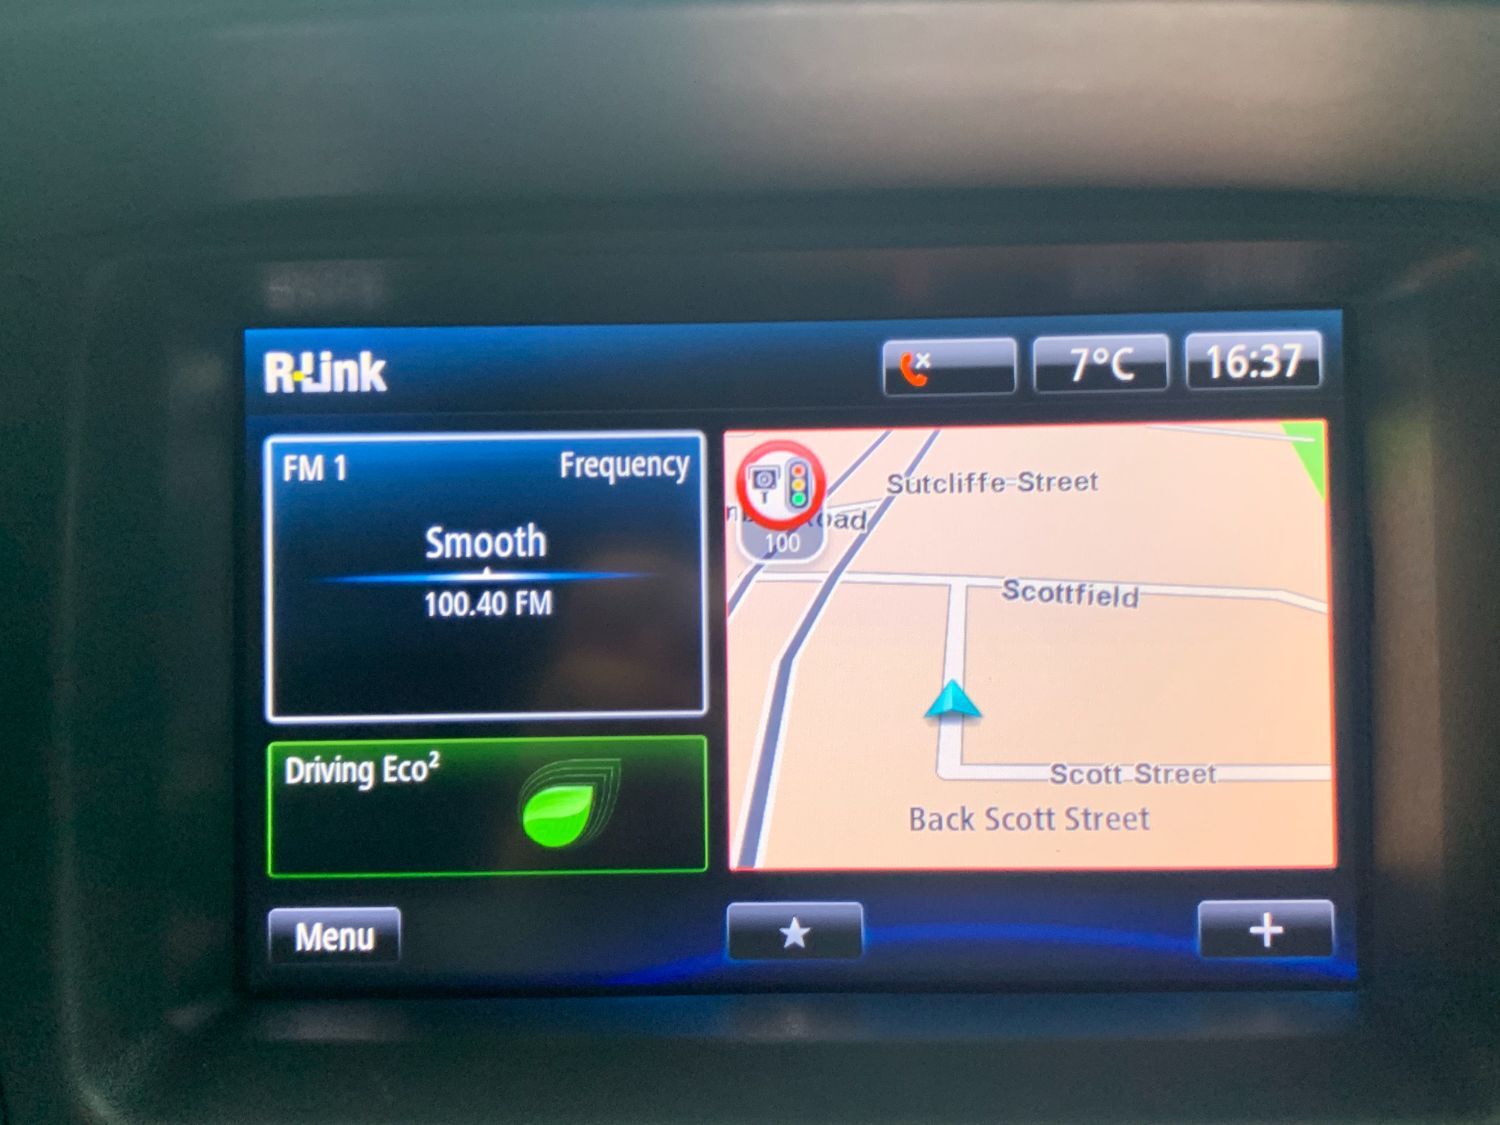 R-Link
7°C
16:37
FM 1
Frequency
Smooth
100.40 FM
Driving Eco²
100
Sutcliffe Street
Scottfield
Scott Street
Back Scott Street
Menu